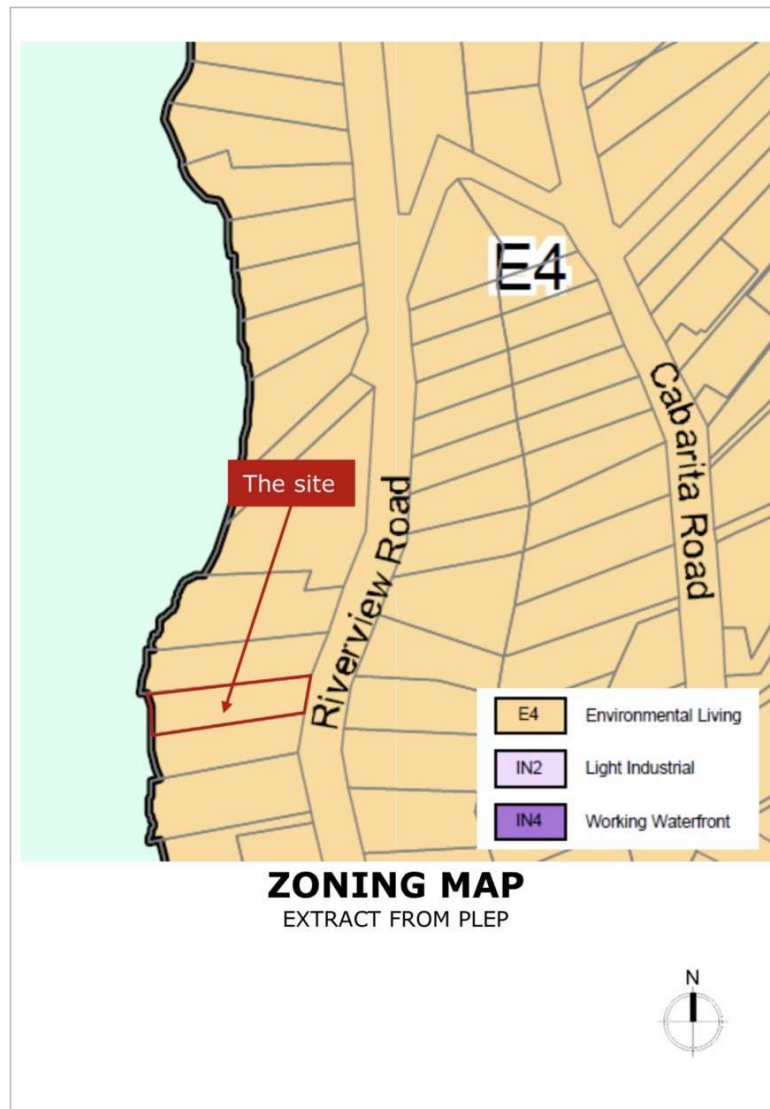 E4
Cabarita Road
The site
Riverview Road
E4 Environmental Living
IN2 Light Industrial
IN4 Working Waterfront
ZONING MAP
EXTRACT FROM PLEP
N